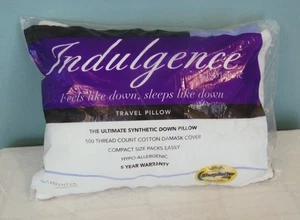 Indulgence
Feels like down, sleeps like down
TRAVEL PILLOW
THE ULTIMATE SYNTHETIC DOWN PILLOW
500 THREAD COUNT COTTON DAMASK COVER
COMPACT SIZE PACKS EASILY
HYPO-ALLERGENIC
5 YEAR WARRANTY